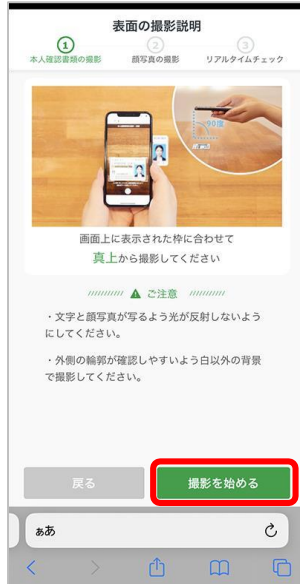 表面の撮影説明
1 2 3
本人確認書類の撮影 顔写真の撮影 リアルタイムチェック
90度
画面上に表示された枠に合わせて
真上から撮影してください
ご注意
・文字と顔写真が写るよう光が反射しないよう
にしてください。
・外側の輪郭が確認しやすいよう白以外の背景
で撮影してください。
戻る 撮影を始める
ぁあ